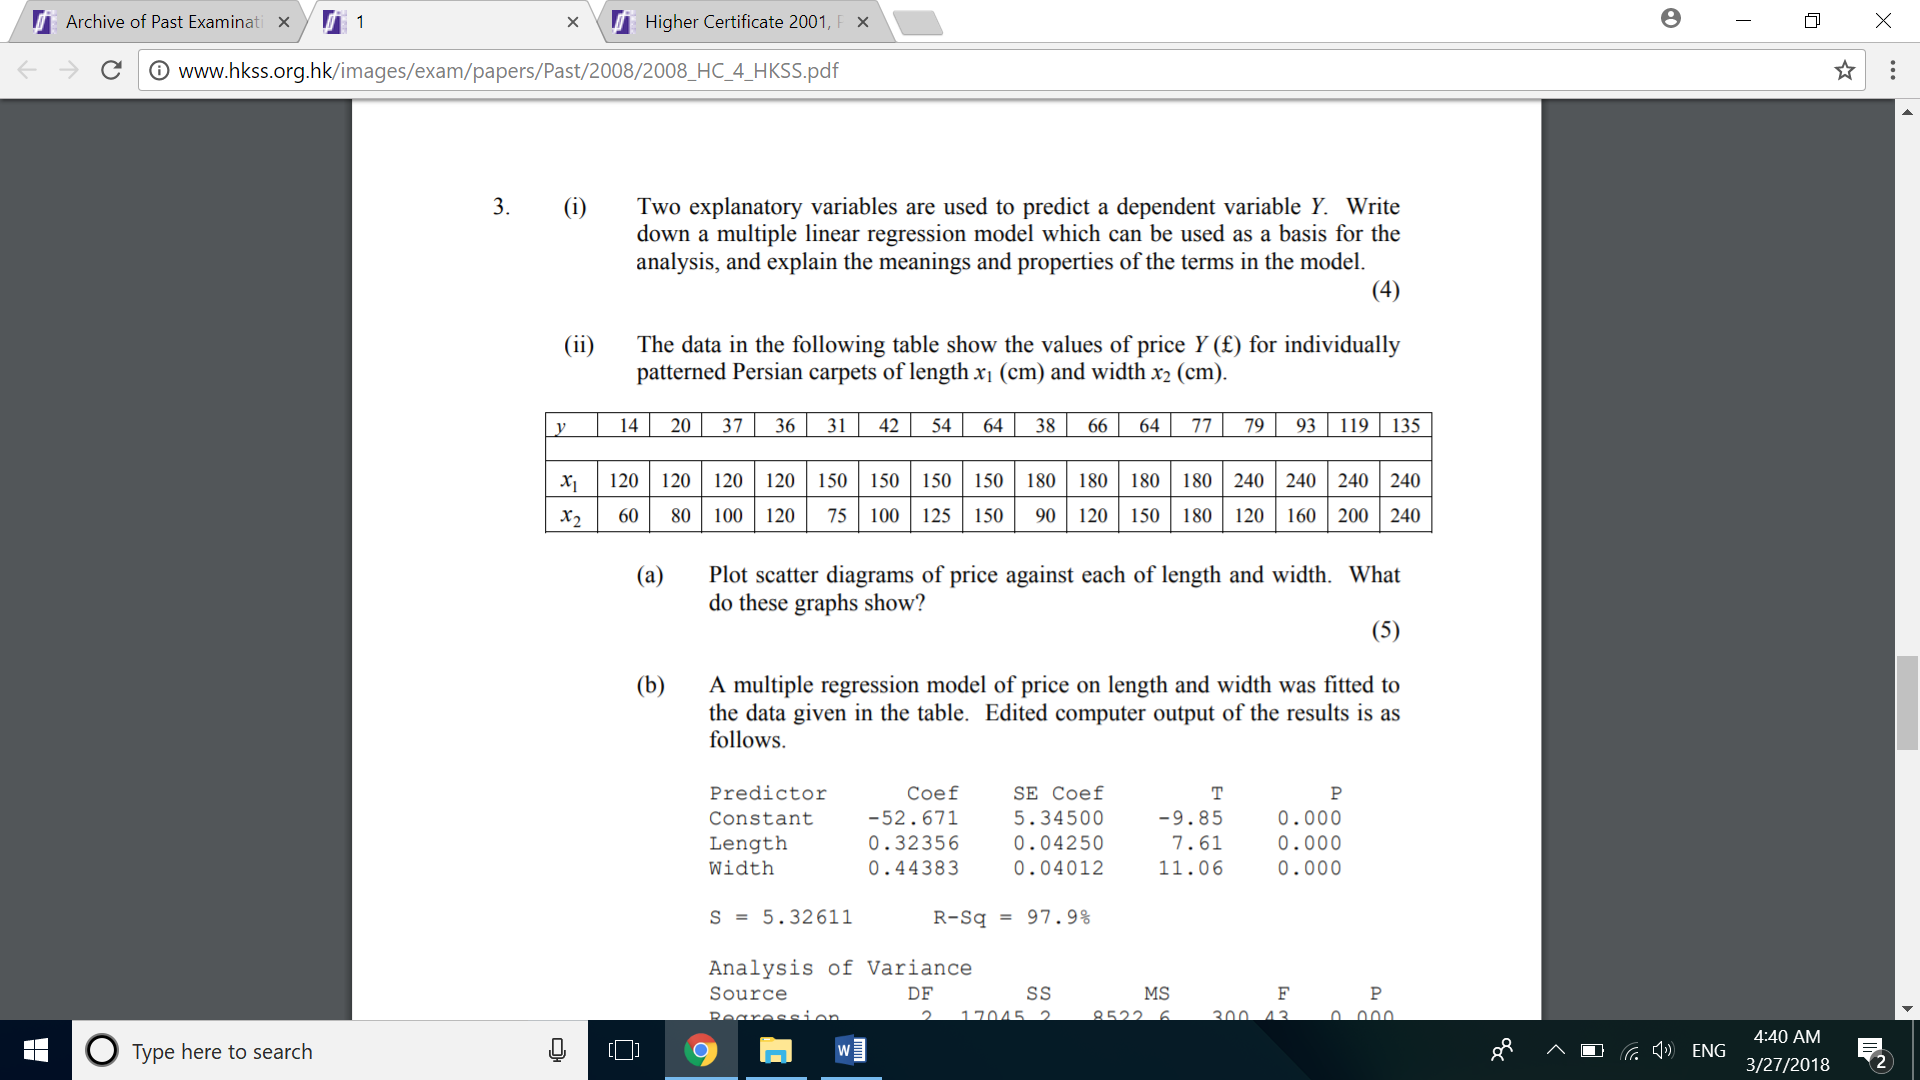 Archive of Past Examinati
1
Higher Certificate 2001,
www.hkss.org.hk/images/exam/papers/Past/2008/2008_HC_4_HKSS.pdf
3. (i) Two explanatory variables are used to predict a dependent variable Y. Write
down a multiple linear regression model which can be used as a basis for the
analysis, and explain the meanings and properties of the terms in the model.
(4)
(ii) The data in the following table show the values of price Y (£) for individually
patterned Persian carpets of length x1 (cm) and width x2 (cm).
y 14 20 37 36 31 42 54 64 38 66 64 77 79 93 119 135
x1 120 120 120 120 150 150 150 150 180 180 180 180 240 240 240 240
x2 60 80 100 120 75 100 125 150 90 120 150 180 120 160 200 240
(a) Plot scatter diagrams of price against each of length and width. What
do these graphs show?
(5)
(b) A multiple regression model of price on length and width was fitted to
the data given in the table. Edited computer output of the results is as
follows.
Predictor Coef SE Coef T P
Constant -52.671 5.34500 -9.85 0.000
Length 0.32356 0.04250 7.61 0.000
Width 0.44383 0.04012 11.06 0.000
S = 5.32611 R-Sq = 97.9%
Analysis of Variance
Source DF SS MS F P
Regression 2 17045.2 8522.6 300.43 0.000
Type here to search
W
ENG
4:40 AM
3/27/2018
2